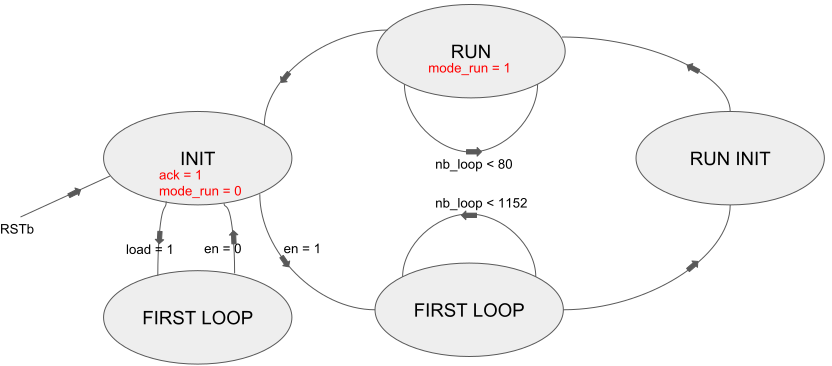 RUN
mode_run = 1
nb_loop < 80
INIT
ack = 1
mode_run = 0
RUN INIT
nb_loop < 1152
RSTb
load = 1
en = 0
en = 1
FIRST LOOP
FIRST LOOP